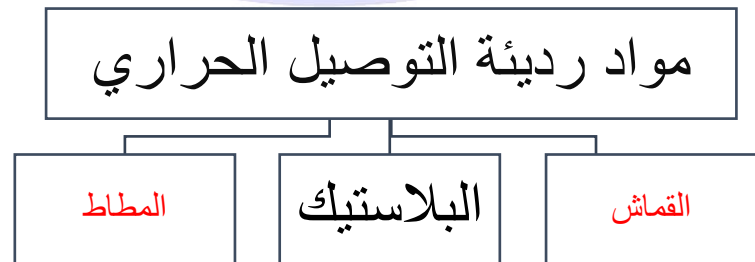 مواد رديئة التوصيل الحراري
القماش
البلاستيك
المطاط